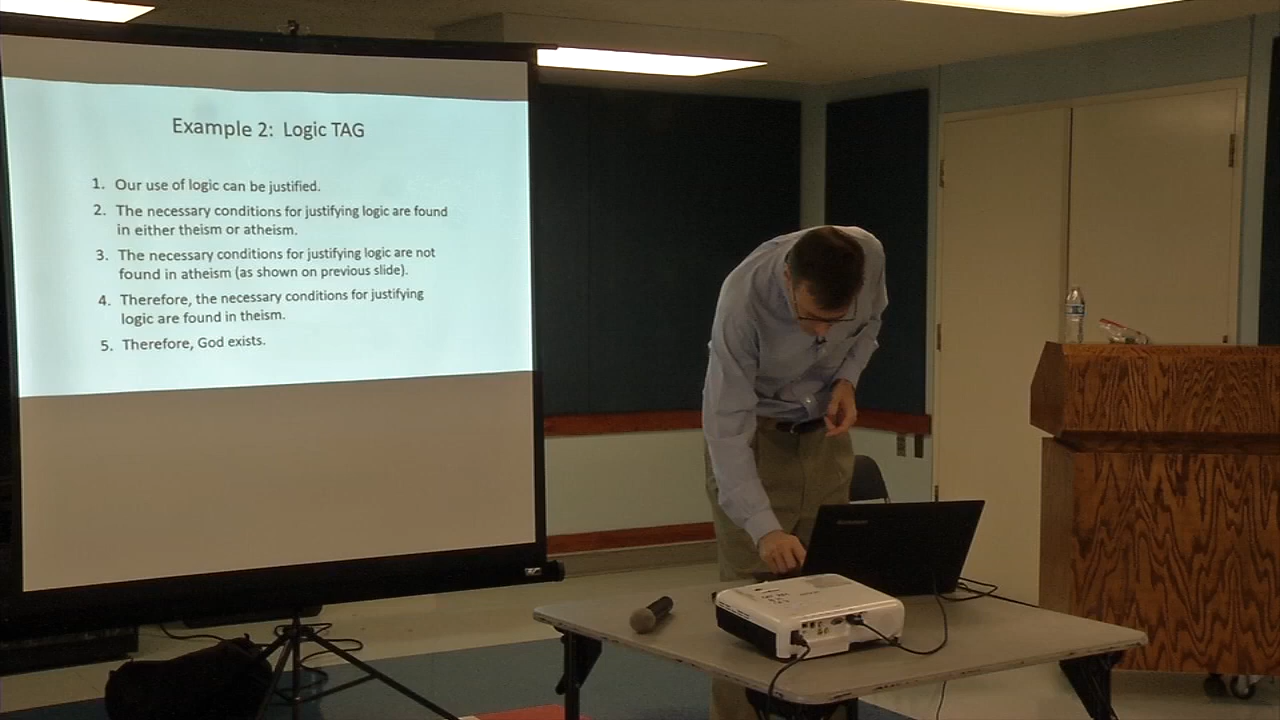 Example 2: Logic TAG
1. Our use of logic can be justified.
2. The necessary conditions for justifying logic are found
in either theism or atheism.
3. The necessary conditions for justifying logic are not
found in atheism (as shown on previous slide).
4. Therefore, the necessary conditions for justifying
logic are found in theism.
5. Therefore, God exists.